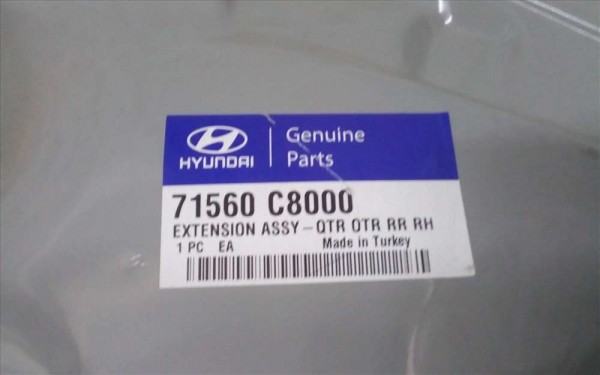 HYUNDAI
Genuine
Parts
71560 C8000
EXTENSION ASSY-QTR OTR RR RH
1 PC EA Made in Turkey